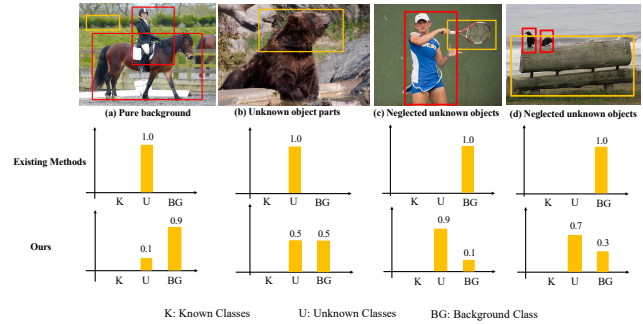 (a) Pure background
(b) Unknown object parts
(c) Neglected unknown objects
(d) Neglected unknown objects
Existing Methods
1.0
K U BG
1.0
K U BG
1.0
K U BG
1.0
K U BG
Ours
0.1 0.9
K U BG
0.5 0.5
K U BG
0.9 0.1
K U BG
0.7 0.3
K U BG
K: Known Classes U: Unknown Classes BG: Background Class